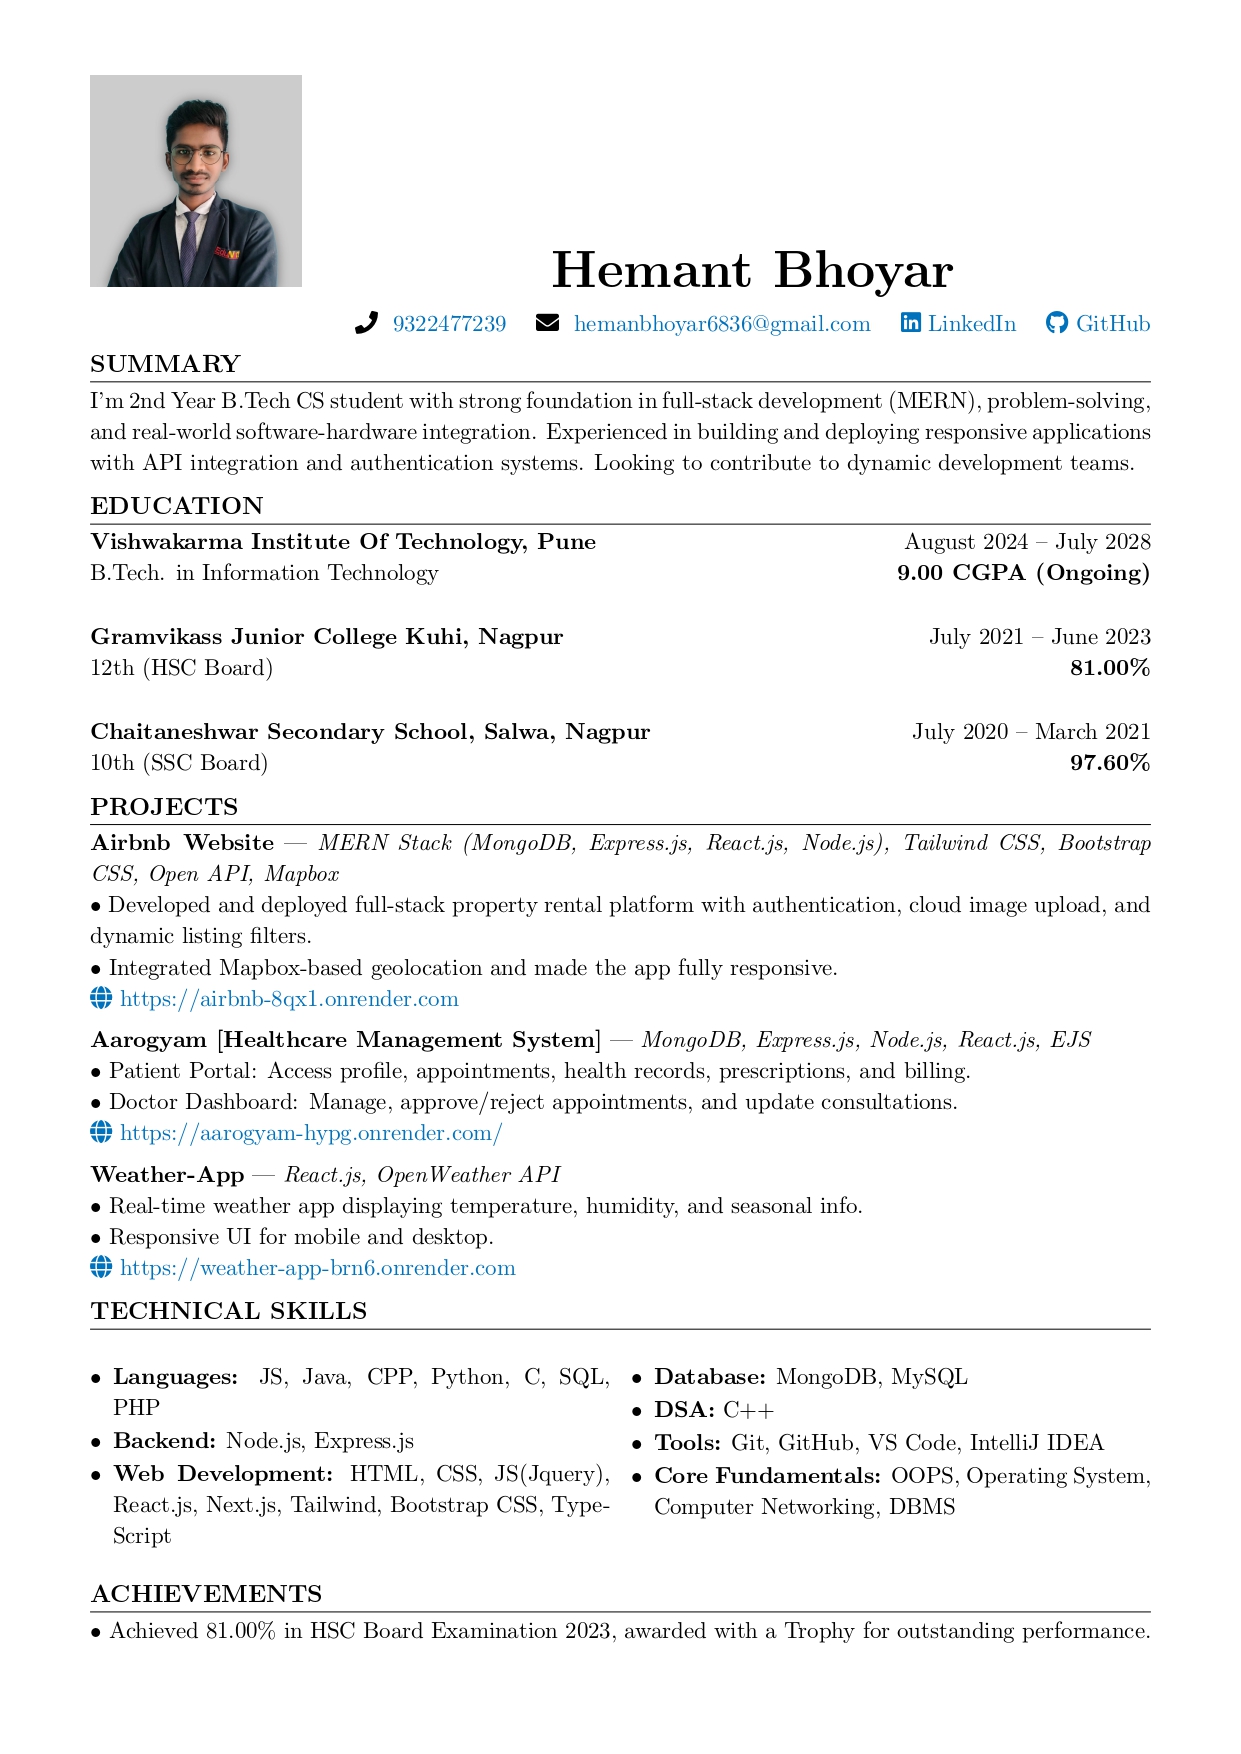 Hemant Bhoyar
9322477239 hemanbhoyar6836@gmail.com LinkedIn GitHub
SUMMARY
I'm 2nd Year B.Tech CS student with strong foundation in full-stack development (MERN), problem-solving,
and real-world software-hardware integration. Experienced in building and deploying responsive applications
with API integration and authentication systems. Looking to contribute to dynamic development teams.
EDUCATION
Vishwakarma Institute Of Technology, Pune August 2024 – July 2028
B.Tech. in Information Technology 9.00 CGPA (Ongoing)
Gramvikass Junior College Kuhi, Nagpur July 2021 – June 2023
12th (HSC Board) 81.00%
Chaitaneshwar Secondary School, Salwa, Nagpur July 2020 – March 2021
10th (SSC Board) 97.60%
PROJECTS
Airbnb Website — MERN Stack (MongoDB, Express.js, React.js, Node.js), Tailwind CSS, Bootstrap
CSS, Open API, Mapbox
• Developed and deployed full-stack property rental platform with authentication, cloud image upload, and
dynamic listing filters.
• Integrated Mapbox-based geolocation and made the app fully responsive.
https://airbnb-8qx1.onrender.com
Aarogyam [Healthcare Management System] — MongoDB, Express.js, Node.js, React.js, EJS
• Patient Portal: Access profile, appointments, health records, prescriptions, and billing.
• Doctor Dashboard: Manage, approve/reject appointments, and update consultations.
https://aarogyam-hypg.onrender.com/
Weather-App — React.js, OpenWeather API
• Real-time weather app displaying temperature, humidity, and seasonal info.
• Responsive UI for mobile and desktop.
https://weather-app-brn6.onrender.com
TECHNICAL SKILLS
• Languages: JS, Java, CPP, Python, C, SQL,
PHP
• Backend: Node.js, Express.js
• Web Development: HTML, CSS, JS(Jquery),
React.js, Next.js, Tailwind, Bootstrap CSS, Type-
Script
• Database: MongoDB, MySQL
• DSA: C++
• Tools: Git, GitHub, VS Code, IntelliJ IDEA
• Core Fundamentals: OOPS, Operating System,
Computer Networking, DBMS
ACHIEVEMENTS
• Achieved 81.00% in HSC Board Examination 2023, awarded with a Trophy for outstanding performance.